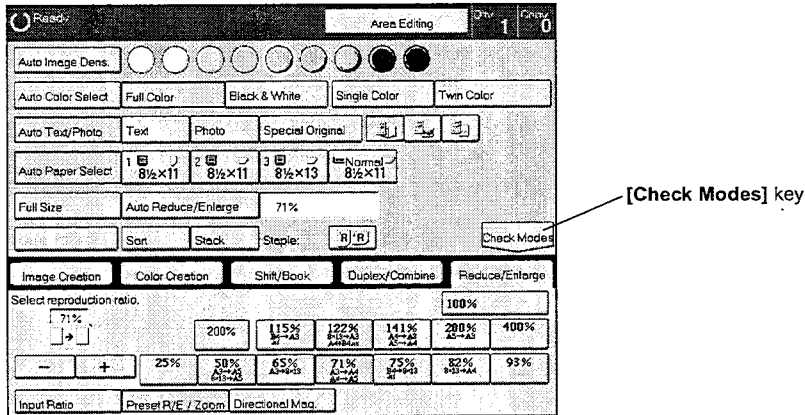 Ready Area Editing Qty. 1 Copy 0
Auto Image Dens.
Auto Color Select Full Color Black & White Single Color Twin Color
Auto Text/Photo Text Photo Special Original
Auto Paper Select 1 8½×11 2 8½×11 3 8½×13 Normal 8½×11
Full Size Auto Reduce/Enlarge 71%
[Check Modes] key
Sort Stack Staple: R R Check Modes
Image Creation Color Creation Shift/Book Duplex/Combine Reduce/Enlarge
Select reproduction ratio. 100%
71%
200% 115% 122% 141% 200% 400%
− + 25% 50% 65% 71% 75% 82% 93%
Input Ratio Preset R/E / Zoom Directional Mag.